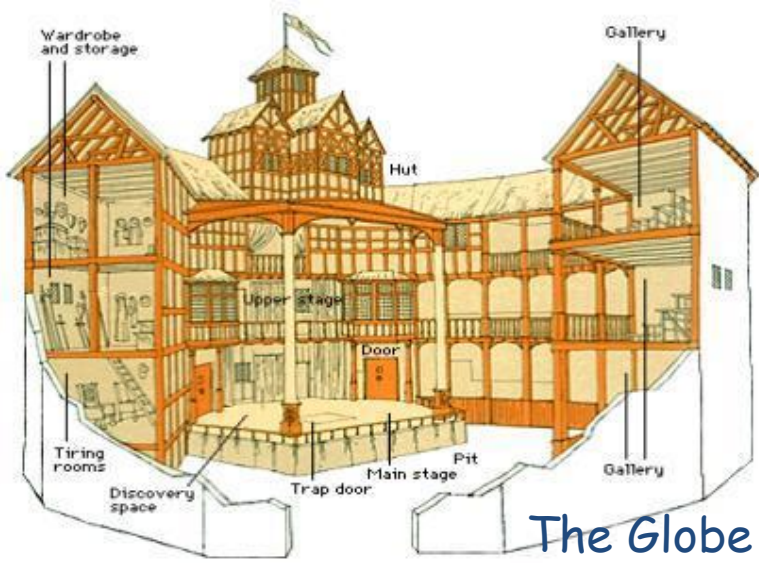 Wardrobe
and storage
Gallery
Hut
Upper stage
Door
Tiring
rooms
Discovery
space
Trap door
Main stage
Pit
Gallery
The Globe